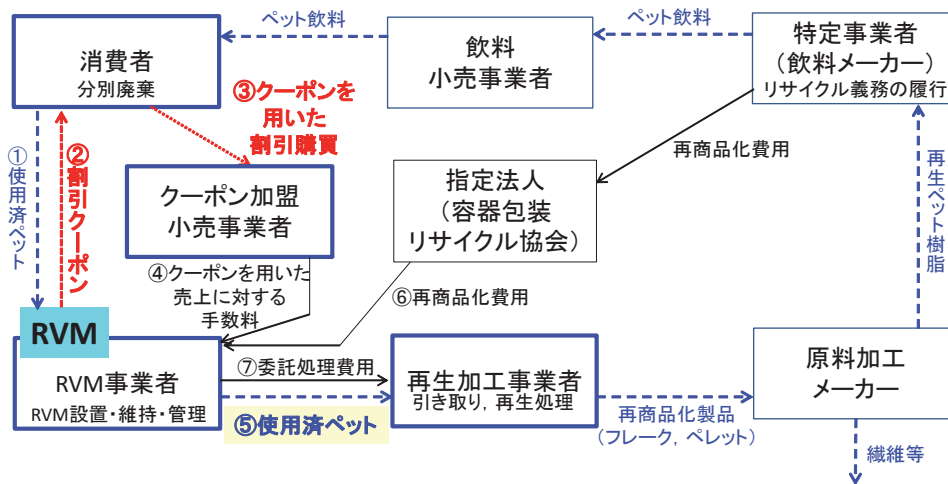 ペット飲料
ペット飲料
消費者
分別廃棄
飲料
小売事業者
特定事業者
(飲料メーカー)
リサイクル義務の履行
③クーポンを
用いた
割引購買
①使用済ペット
②割引クーポン
クーポン加盟
小売事業者
指定法人
(容器包装
リサイクル協会)
再商品化費用
再生ペット樹脂
④クーポンを用いた
売上に対する
手数料
⑥再商品化費用
RVM
RVM事業者
RVM設置・維持・管理
⑦委託処理費用
⑤使用済ペット
再生加工事業者
引き取り, 再生処理
再商品化製品
(フレーク, ペレット)
原料加工
メーカー
繊維等